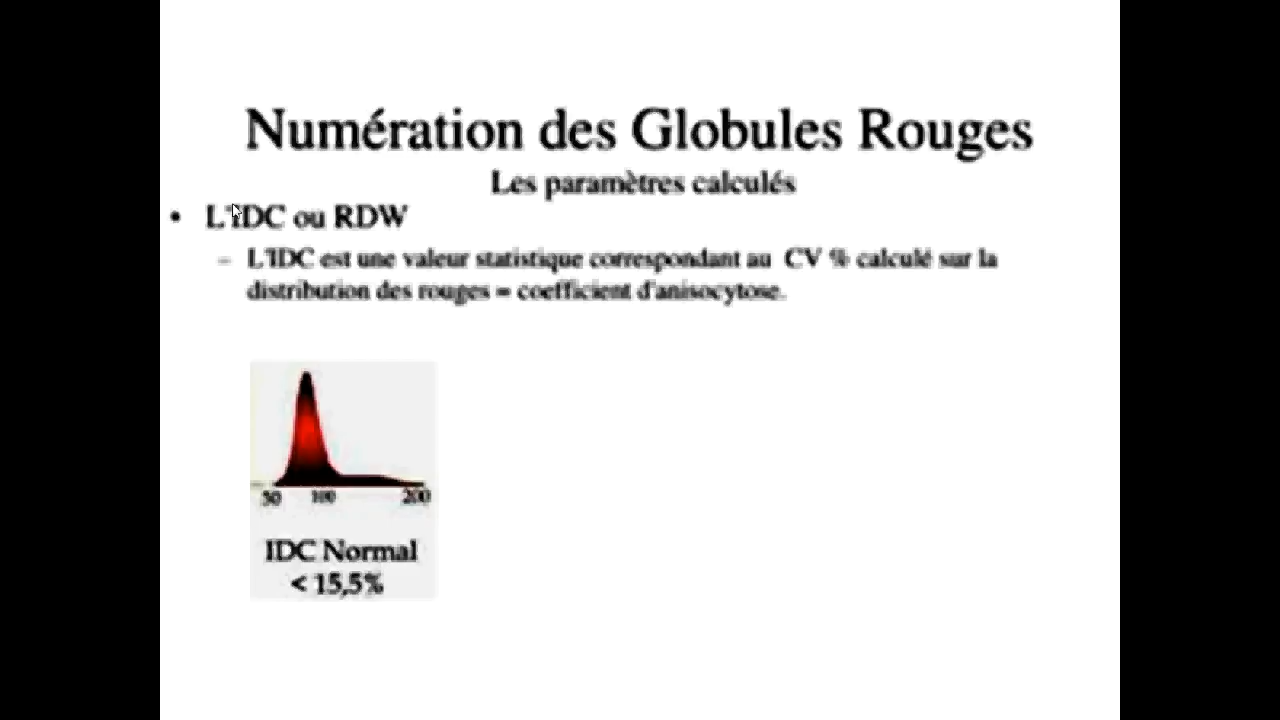 Numération des Globules Rouges
Les paramètres calculés
• L'IDC ou RDW
– L'IDC est une valeur statistique correspondant au CV % calculé sur la
distribution des rouges = coefficient d'anisocytose.
50 100 200
IDC Normal
< 15,5%